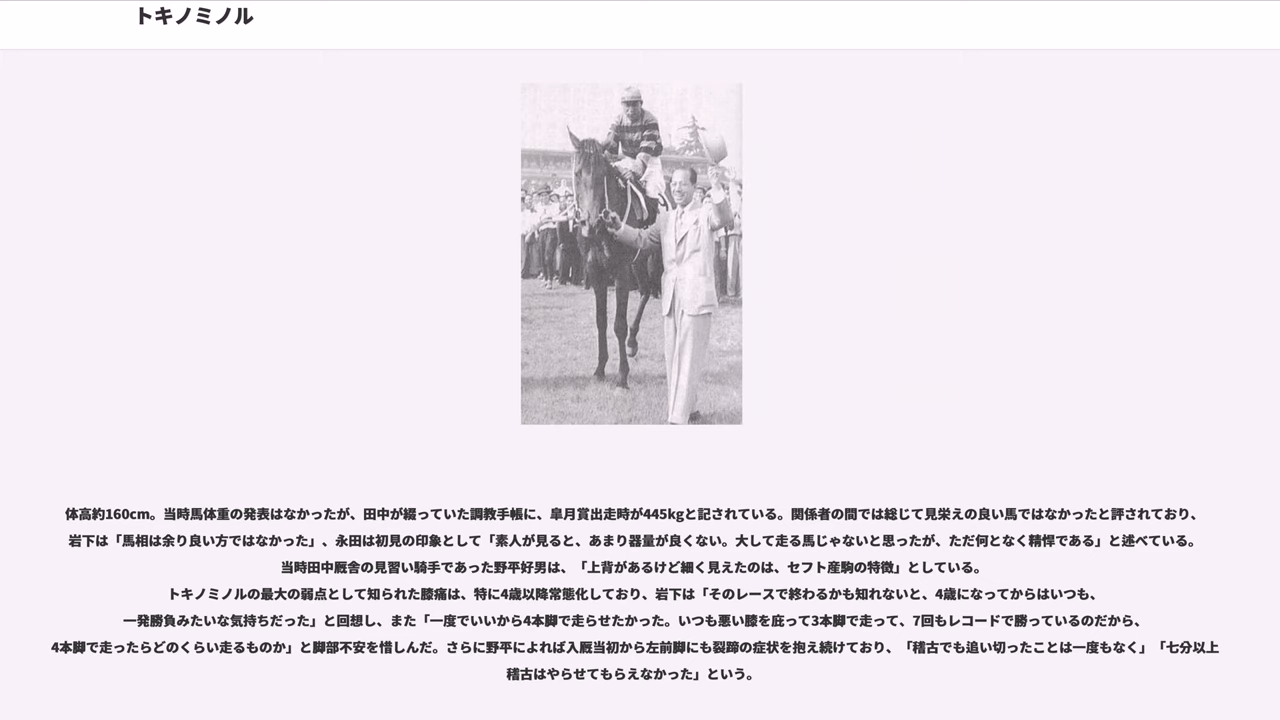 トキノミノル
体高約160cm。当時馬体重の発表はなかったが、田中が綴っていた調教手帳に、皐月賞出走時が445kgと記されている。関係者の間では総じて見栄えの良い馬ではなかったと評されており、
岩下は「馬相は余り良い方ではなかった」、永田は初見の印象として「素人が見ると、あまり器量が良くない。大して走る馬じゃないと思ったが、ただ何となく精悍である」と述べている。
当時田中厩舎の見習い騎手であった野平好男は、「上背があるけど細く見えたのは、セフト産駒の特徴」としている。
トキノミノルの最大の弱点として知られた膝痛は、特に4歳以降常態化しており、岩下は「そのレースで終わるかも知れないと、4歳になってからはいつも、
一発勝負みたいな気持ちだった」と回想し、また「一度でいいから4本脚で走らせたかった。いつも悪い膝を庇って3本脚で走って、7回もレコードで勝っているのだから、
4本脚で走ったらどのくらい走るものか」と脚部不安を惜しんだ。さらに野平によれば入厩当初から左前脚にも裂蹄の症状を抱え続けており、「稽古でも追い切ったことは一度もなく」「七分以上
稽古はやらせてもらえなかった」という。